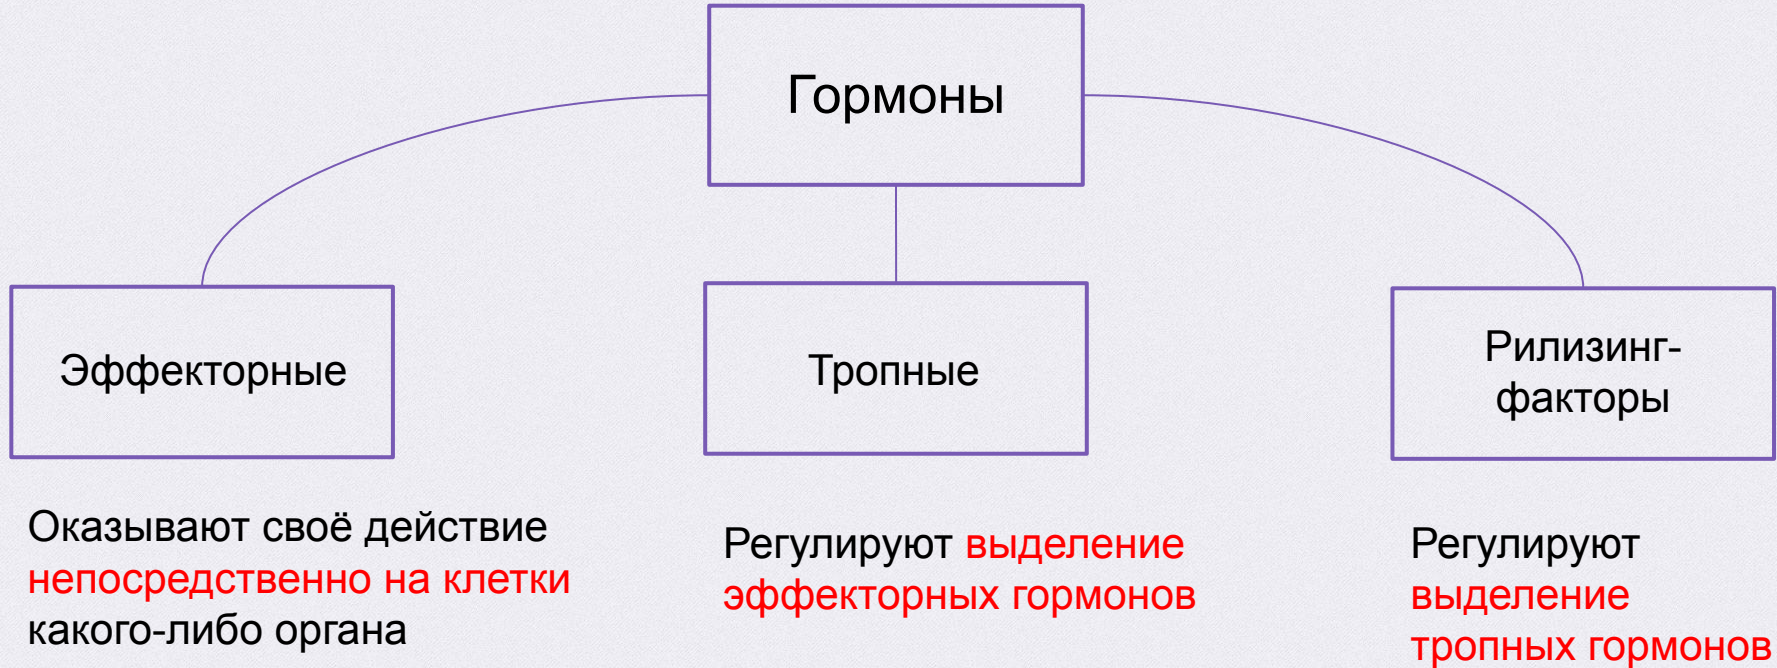 Гормоны
Эффекторные
Тропные
Рилизинг-
факторы
Оказывают своё действие
непосредственно на клетки
какого-либо органа
Регулируют выделение
эффекторных гормонов
Регулируют
выделение
тропных гормонов